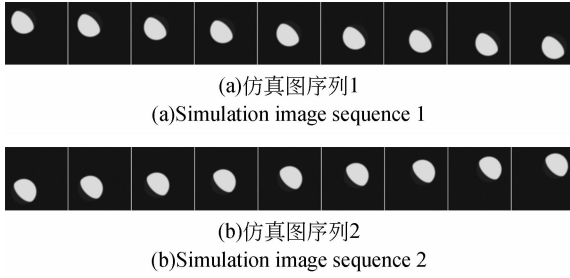 (a)仿真图序列1
(a)Simulation image sequence 1
(b)仿真图序列2
(b)Simulation image sequence 2